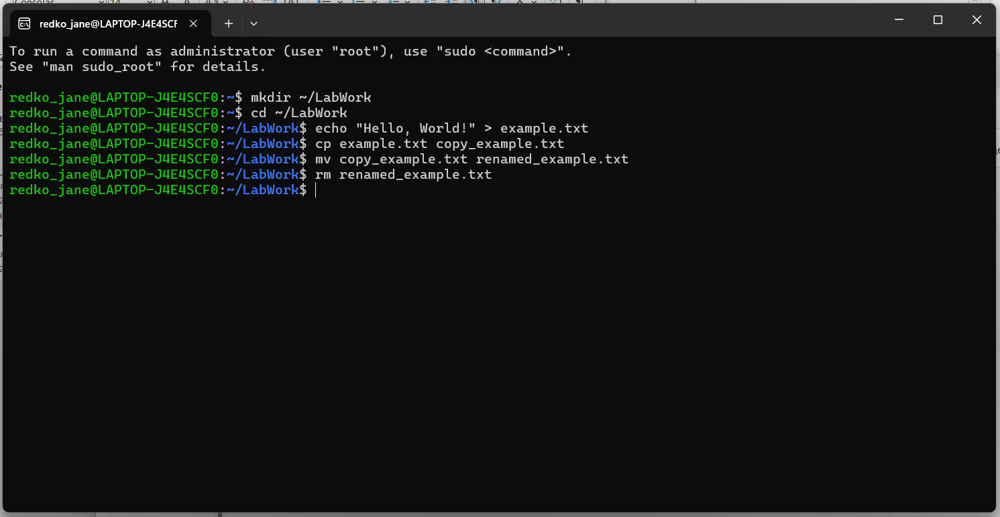 Consolas 14
redko_jane@LAPTOP-J4E4SCF
To run a command as administrator (user "root"), use "sudo <command>".
See "man sudo_root" for details.
redko_jane@LAPTOP-J4E4SCF0:~$ mkdir ~/LabWork
redko_jane@LAPTOP-J4E4SCF0:~$ cd ~/LabWork
redko_jane@LAPTOP-J4E4SCF0:~/LabWork$ echo "Hello, World!" > example.txt
redko_jane@LAPTOP-J4E4SCF0:~/LabWork$ cp example.txt copy_example.txt
redko_jane@LAPTOP-J4E4SCF0:~/LabWork$ mv copy_example.txt renamed_example.txt
redko_jane@LAPTOP-J4E4SCF0:~/LabWork$ rm renamed_example.txt
redko_jane@LAPTOP-J4E4SCF0:~/LabWork$